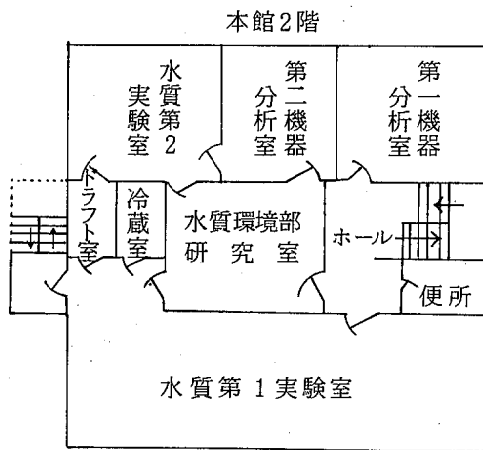 本館2階
水質第2
実験室
第二機器
分析室
第一機器
分析室
ドラフト室
冷蔵室
水質環境部
研究室
ホール
便所
水質第1実験室